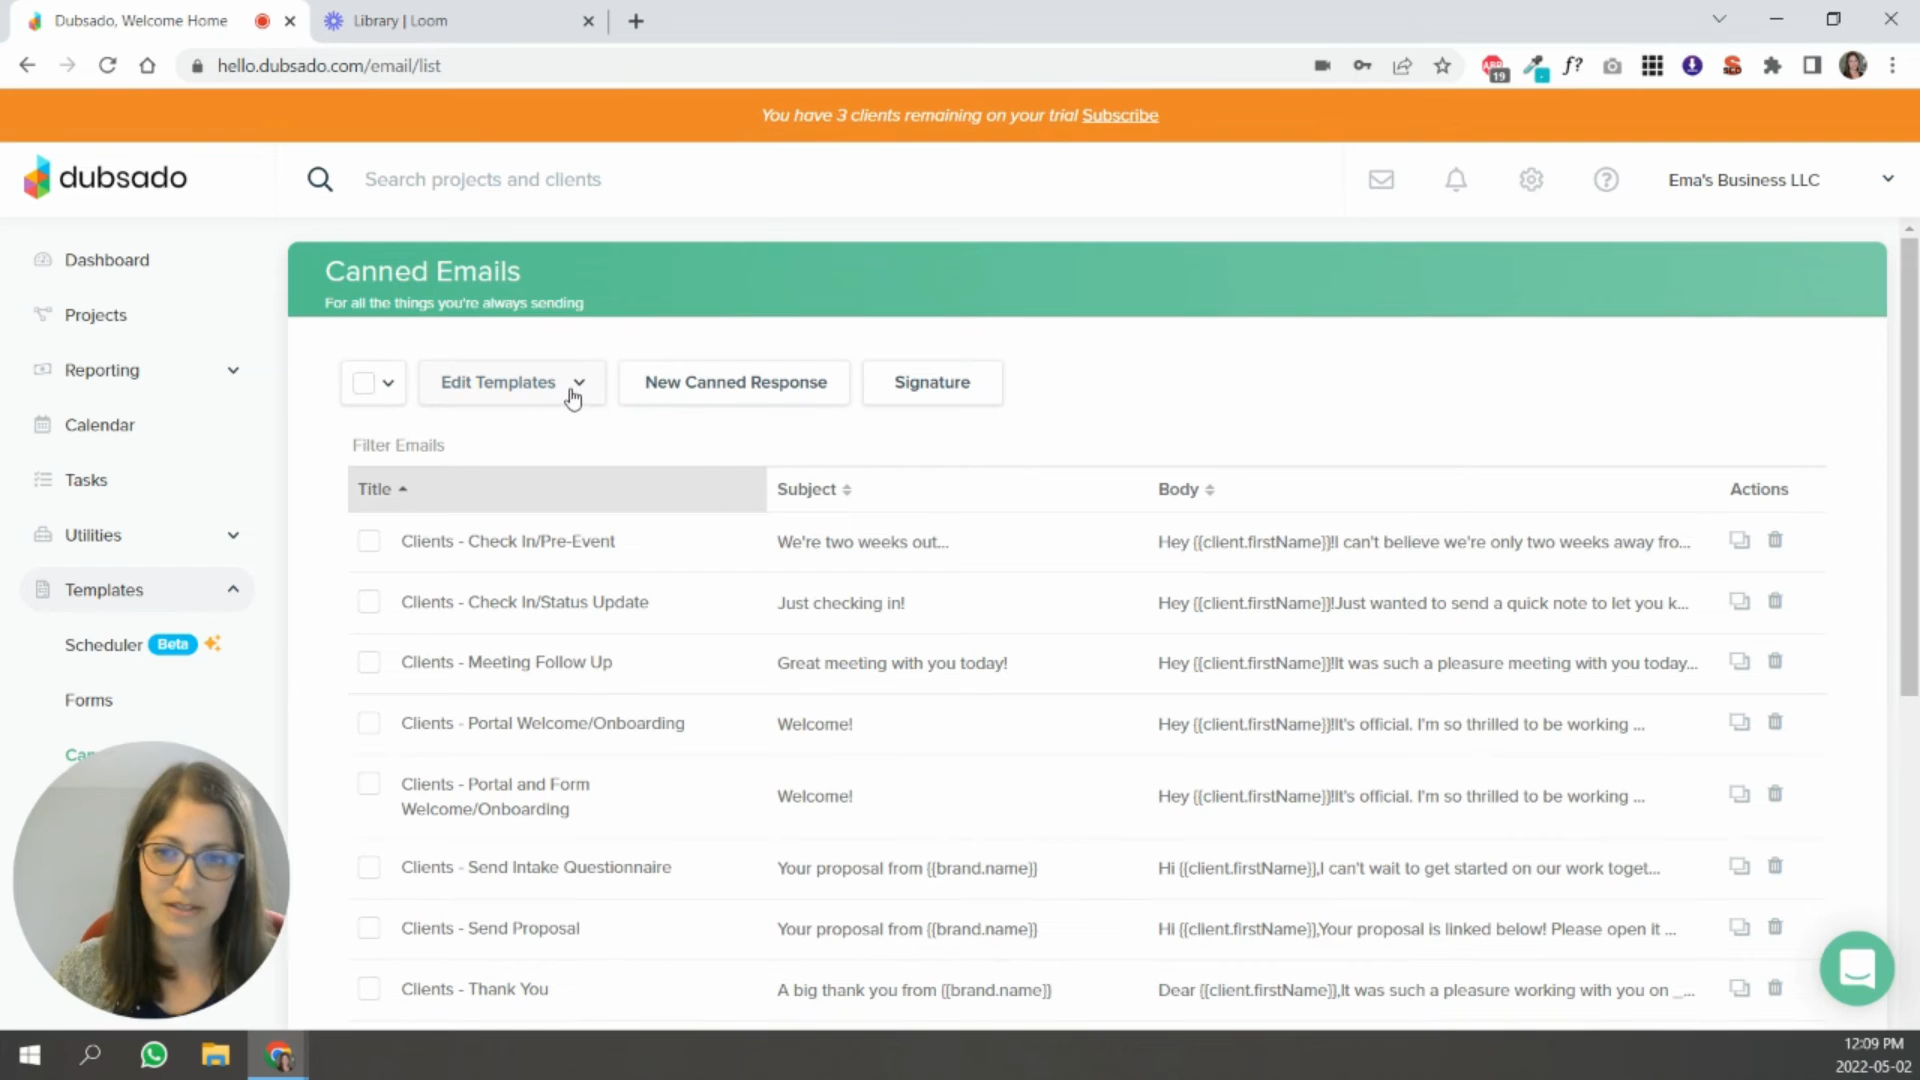 Dubsado, Welcome Home
Library | Loom
hello.dubsado.com/email/list
19
f?
You have 3 clients remaining on your trial Subscribe
dubsado
Search projects and clients
Ema's Business LLC
Dashboard
Projects
Reporting
Calendar
Tasks
Utilities
Templates
Scheduler Beta
Forms
Canned Emails
For all the things you're always sending
Edit Templates
New Canned Response
Signature
Filter Emails
Title Subject Body Actions
Clients - Check In/Pre-Event We're two weeks out... Hey {{client.firstName}}!I can't believe we're only two weeks away fro...
Clients - Check In/Status Update Just checking in! Hey {{client.firstName}}!Just wanted to send a quick note to let you k...
Clients - Meeting Follow Up Great meeting with you today! Hey {{client.firstName}}!It was such a pleasure meeting with you today...
Clients - Portal Welcome/Onboarding Welcome! Hey {{client.firstName}}!It's official. I'm so thrilled to be working ...
Clients - Portal and Form
Welcome/Onboarding Welcome! Hey {{client.firstName}}!It's official. I'm so thrilled to be working ...
Clients - Send Intake Questionnaire Your proposal from {{brand.name}} Hi {{client.firstName}},I can't wait to get started on our work toget...
Clients - Send Proposal Your proposal from {{brand.name}} Hi {{client.firstName}},Your proposal is linked below! Please open it ...
Clients - Thank You A big thank you from {{brand.name}} Dear {{client.firstName}},It was such a pleasure working with you on _...
12:09 PM
2022-05-02